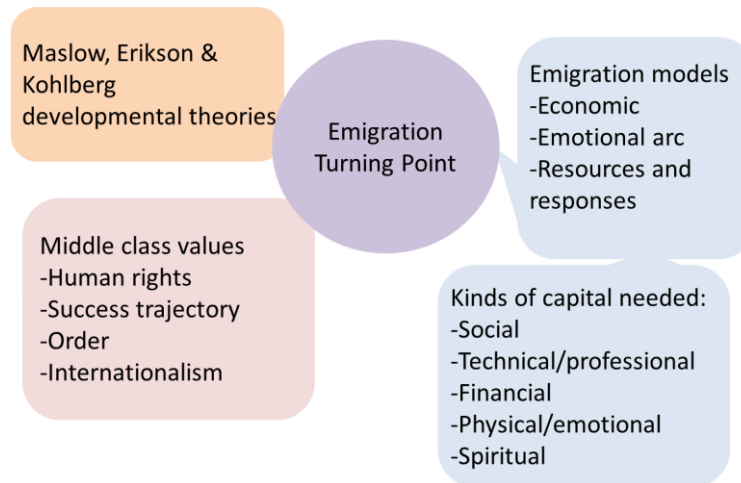 Maslow, Erikson &
Kohlberg
developmental theories
Emigration
Turning Point
Emigration models
-Economic
-Emotional arc
-Resources and
responses
Middle class values
-Human rights
-Success trajectory
-Order
-Internationalism
Kinds of capital needed:
-Social
-Technical/professional
-Financial
-Physical/emotional
-Spiritual